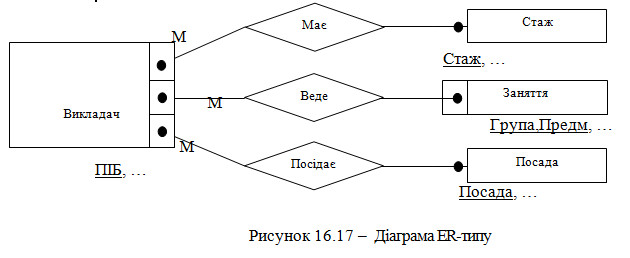 Має
Стаж
М
Стаж, …
Викладач
Веде
Заняття
М
Група,Предм, …
М
Посідає
Посада
ПІБ, …
Посада, …
Рисунок 16.17 – Діаграма ER-типу